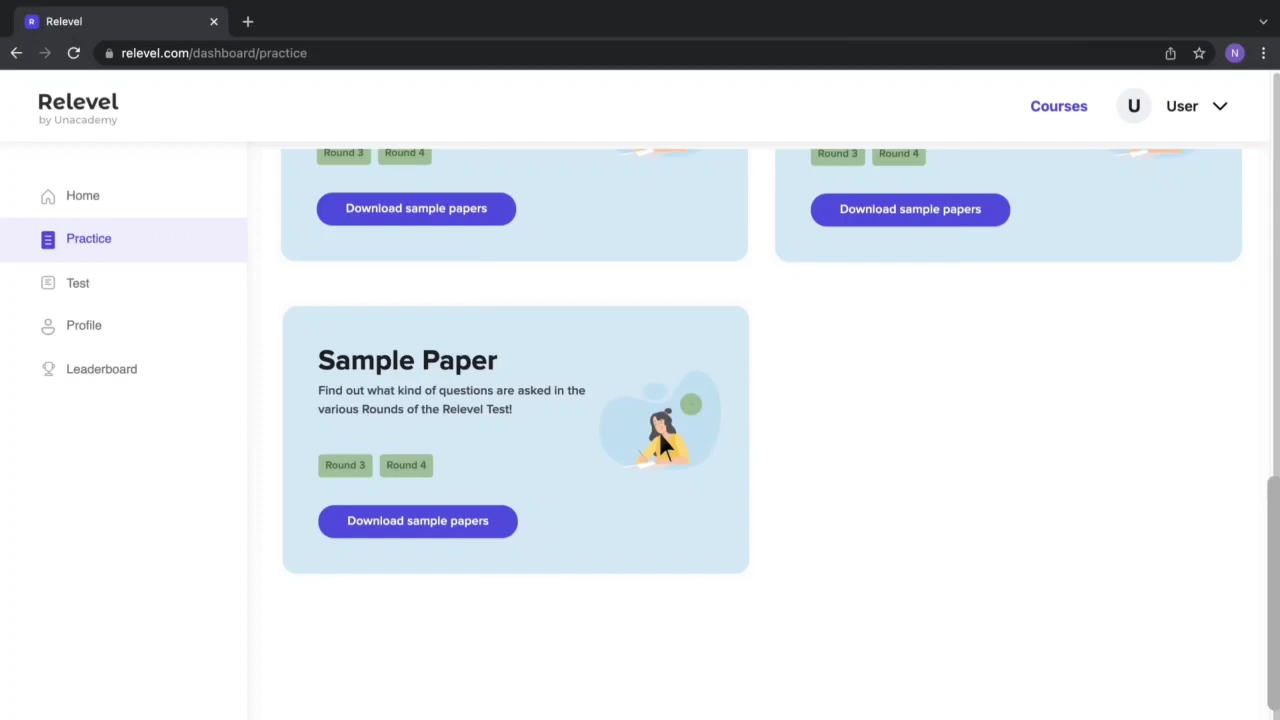 R Relevel
relevel.com/dashboard/practice
N
Relevel
by Unacademy
Courses
U
User
Home
Practice
Test
Profile
Leaderboard
Round 3 Round 4
Download sample papers
Round 3 Round 4
Download sample papers
Sample Paper
Find out what kind of questions are asked in the
various Rounds of the Relevel Test!
Round 3 Round 4
Download sample papers